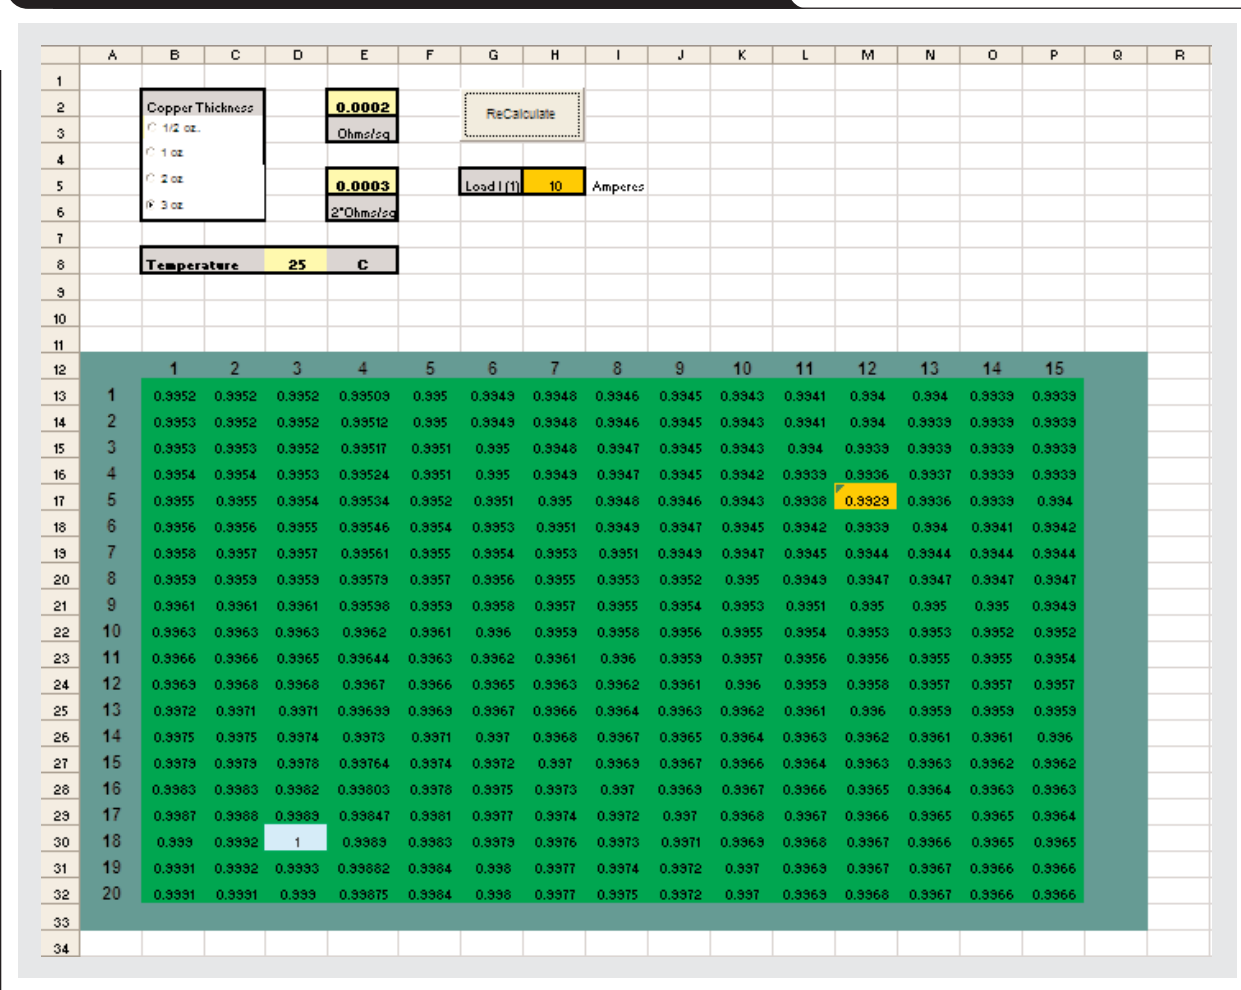 A B C D E F G H I J K L M N O P Q R
1
2 Copper Thickness 0.0002 ReCalculate
3 1/2 oz. Ohms/sq
4 1 oz
5 2 oz 0.0003 Load I (1) 10 Amperes
6 3 oz 2*Ohms/sq
7
8 Temperature 25 C
9
10
11
12 1 2 3 4 5 6 7 8 9 10 11 12 13 14 15
13 1 0.9952 0.9952 0.9952 0.99509 0.995 0.9949 0.9948 0.9946 0.9945 0.9943 0.9941 0.994 0.994 0.9939 0.9939
14 2 0.9953 0.9952 0.9952 0.99512 0.995 0.9949 0.9948 0.9946 0.9945 0.9943 0.9941 0.994 0.9939 0.9939 0.9939
15 3 0.9953 0.9953 0.9952 0.99517 0.9951 0.995 0.9948 0.9947 0.9945 0.9943 0.994 0.9939 0.9939 0.9939 0.9939
16 4 0.9954 0.9954 0.9953 0.99524 0.9951 0.995 0.9949 0.9947 0.9945 0.9942 0.9939 0.9936 0.9937 0.9939 0.9939
17 5 0.9955 0.9955 0.9954 0.99534 0.9952 0.9951 0.995 0.9948 0.9946 0.9943 0.9938 0.9929 0.9936 0.9939 0.994
18 6 0.9956 0.9956 0.9955 0.99546 0.9954 0.9953 0.9951 0.9949 0.9947 0.9945 0.9942 0.9939 0.994 0.9941 0.9942
19 7 0.9958 0.9957 0.9957 0.99561 0.9955 0.9954 0.9953 0.9951 0.9949 0.9947 0.9945 0.9944 0.9944 0.9944 0.9944
20 8 0.9959 0.9959 0.9959 0.99579 0.9957 0.9956 0.9955 0.9953 0.9952 0.995 0.9949 0.9947 0.9947 0.9947 0.9947
21 9 0.9961 0.9961 0.9961 0.99598 0.9959 0.9958 0.9957 0.9955 0.9954 0.9953 0.9951 0.995 0.995 0.995 0.9949
22 10 0.9963 0.9963 0.9963 0.9962 0.9961 0.996 0.9959 0.9958 0.9956 0.9955 0.9954 0.9953 0.9953 0.9952 0.9952
23 11 0.9966 0.9966 0.9965 0.99644 0.9963 0.9962 0.9961 0.996 0.9959 0.9957 0.9956 0.9956 0.9955 0.9955 0.9954
24 12 0.9969 0.9968 0.9968 0.9967 0.9966 0.9965 0.9963 0.9962 0.9961 0.996 0.9959 0.9958 0.9957 0.9957 0.9957
25 13 0.9972 0.9971 0.9971 0.99699 0.9969 0.9967 0.9966 0.9964 0.9963 0.9962 0.9961 0.996 0.9959 0.9959 0.9959
26 14 0.9975 0.9975 0.9974 0.9973 0.9971 0.997 0.9968 0.9967 0.9965 0.9964 0.9963 0.9962 0.9961 0.9961 0.996
27 15 0.9979 0.9979 0.9978 0.99764 0.9974 0.9972 0.997 0.9969 0.9967 0.9966 0.9964 0.9963 0.9963 0.9962 0.9962
28 16 0.9983 0.9983 0.9982 0.99803 0.9978 0.9975 0.9973 0.997 0.9969 0.9967 0.9966 0.9965 0.9964 0.9963 0.9963
29 17 0.9987 0.9988 0.9989 0.99847 0.9981 0.9977 0.9974 0.9972 0.997 0.9968 0.9967 0.9966 0.9965 0.9965 0.9964
30 18 0.999 0.9992 1 0.9989 0.9983 0.9979 0.9976 0.9973 0.9971 0.9969 0.9968 0.9967 0.9966 0.9965 0.9965
31 19 0.9991 0.9992 0.9993 0.99882 0.9984 0.998 0.9977 0.9974 0.9972 0.997 0.9969 0.9967 0.9967 0.9966 0.9966
32 20 0.9991 0.9991 0.999 0.99875 0.9984 0.998 0.9977 0.9975 0.9972 0.997 0.9969 0.9968 0.9967 0.9966 0.9966
33
34